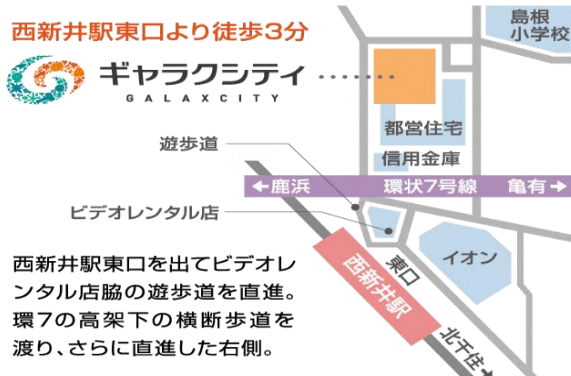 西新井駅東口より徒歩3分
ギャラクシティ
GALAXCITY
島根
小学校
都営住宅
信用金庫
遊歩道
←鹿浜 環状7号線 亀有→
ビデオレンタル店
東口
イオン
西新井駅
北千住→
西新井駅東口を出てビデオレ
ンタル店脇の遊歩道を直進。
環7の高架下の横断歩道を
渡り、さらに直進した右側。